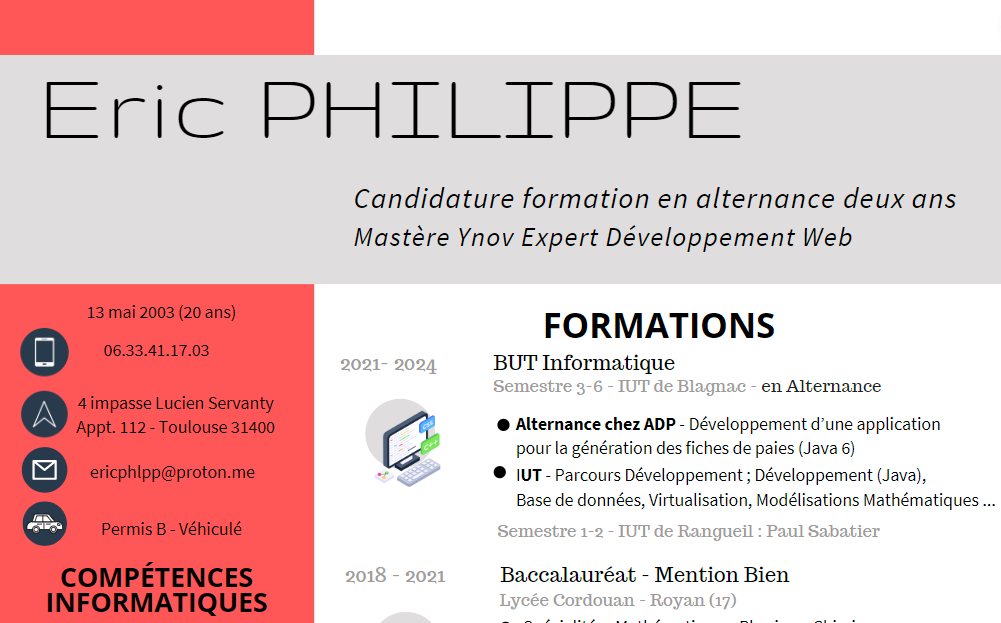 Eric PHILIPPE
Candidature formation en alternance deux ans
Mastère Ynov Expert Développement Web
13 mai 2003 (20 ans)
06.33.41.17.03
4 impasse Lucien Servanty
Appt. 112 - Toulouse 31400
ericphlpp@proton.me
Permis B - Véhiculé
COMPÉTENCES
INFORMATIQUES
FORMATIONS
2021- 2024
BUT Informatique
Semestre 3-6 - IUT de Blagnac - en Alternance
Alternance chez ADP - Développement d’une application
pour la génération des fiches de paies (Java 6)
IUT - Parcours Développement ; Développement (Java),
Base de données, Virtualisation, Modélisations Mathématiques ...
Semestre 1-2 - IUT de Rangueil : Paul Sabatier
2018 - 2021
Baccalauréat - Mention Bien
Lycée Cordouan - Royan (17)